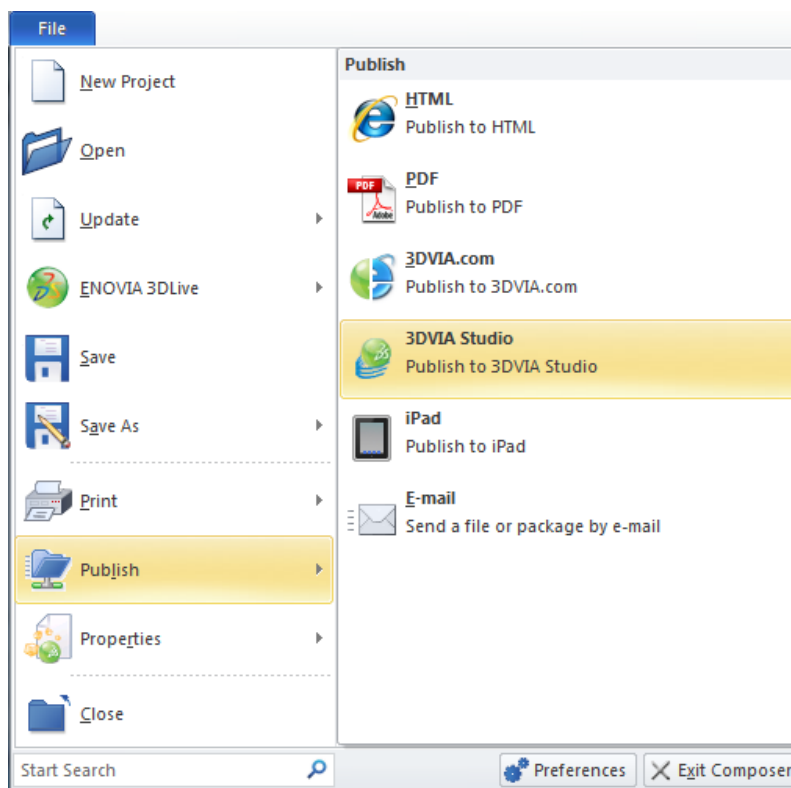 File
New Project
Open
Update
ENOVIA 3DLive
Save
Save As
Print
Publish
Properties
Close
Start Search
Publish
HTML
Publish to HTML
PDF
PDF
Adobe
Publish to PDF
3DVIA.com
Publish to 3DVIA.com
3DVIA Studio
Publish to 3DVIA Studio
iPad
Publish to iPad
E-mail
Send a file or package by e-mail
Preferences
Exit Composer